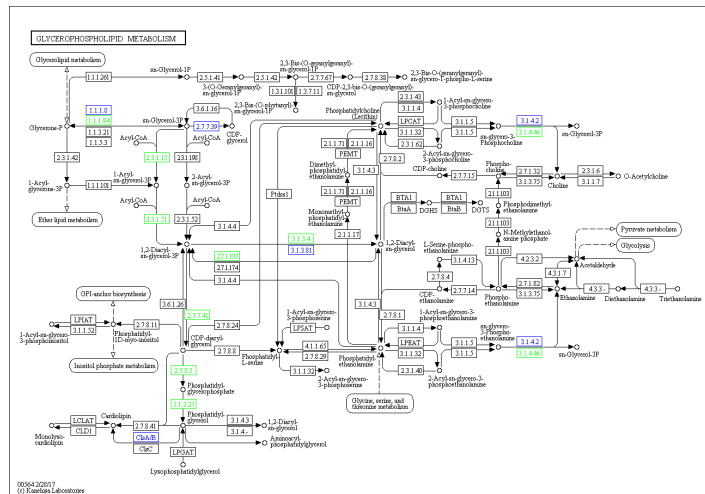 GLYCEROPHOSPHOLIPID METABOLISM
Glycerolipid metabolism
sn-Glycerol-1P
1.1.1.261
2.5.1.41
2.5.1.42
2.7.7.67
2.7.8.38
2,3-Bis-(O-geranylgeranyl)-
sn-glycerol-1P
2,3-Bis-O-(geranylgeranyl)-
sn-glycero-1-phospho-L-serine
3-(O-Geranylgeranyl)-
sn-Glycerol-1P
1.3.1.101
1.3.7.11
CDP-2,3-bis-O-(geranylgeranyl)-
sn-glycerol
2,3-Bis-(O-phytanyl)-
sn-glycerol-1P
1.1.1.8
1.1.1.94
1.1.3.21
1.1.5.3
Glycerone-P
sn-Glycerol-3P
3.6.1.16
2.7.7.39
CDP-
glycerol
Acyl-CoA
Acyl-CoA
2.3.1.42
2.3.1.15
2.3.1.198
1-Acyl-
glycerone-3P
1.1.1.101
1-Acyl-
sn-glycerol-3P
2-Acyl-
sn-glycerol-3P
Acyl-CoA
Acyl-CoA
Ether lipid metabolism
2.3.1.51
2.3.1.52
3.1.4.4
1,2-Diacyl-
sn-glycerol-3P
Phosphatidylcholine
(Lecithin)
2.3.1.43
LPCAT
3.1.1.32
2.3.1.62
1-Acyl-sn-glycero-
3-phosphocholine
3.1.1.5
3.1.1.5
2-Acyl-sn-glycero-
3-phosphocholine
sn-glycero-3-
Phosphocholine
3.1.4.2
3.1.4.46
sn-Glycerol-3P
2.1.1.71
2.1.1.16
PEMT
Dimethyl-
phosphatidyl-
ethanolamine
2.1.1.71
2.1.1.16
PEMT
Monomethyl-
phosphatidyl-
ethanolamine
2.1.1.17
Ptdss1
3.1.4.3
2.7.8.2
CDP-choline
2.7.7.15
Phospho-
choline
2.7.1.32
3.1.3.75
Choline
2.3.1.6
3.1.1.7
O-Acetylcholine
2.1.1.103
BTA1
BtaA
DGHS
BTA1
BtaB
DGTS
Phosphodimethyl-
ethanolamine
2.1.1.103
N-Methylethanol-
amine phosphate
2.1.1.103
Pyruvate metabolism
Glycolysis
3.1.3.4
3.1.3.81
2.7.1.107
2.7.1.174
3.1.4.4
1,2-Diacyl-
sn-glycerol
L-Serine-phospho-
ethanolamine
3.1.4.13
4.2.3.2
Acetaldehyde
4.3.1.7
2.7.8.4
CDP-
ethanolamine
2.7.7.14
Phospho-
ethanolamine
2.7.1.82
3.1.3.75
Ethanolamine
4.3.3.-
Diethanolamine
4.3.3.-
Triethanolamine
GPI-anchor biosynthesis
3.6.1.26
2.7.7.41
LPIAT
3.1.1.52
1-Acyl-sn-glycero-
3-phosphoinositol
2.7.8.11
Phosphatidyl-
1D-myo-inositol
2.7.8.24
Inositol phosphate metabolism
CDP-diacyl-
glycerol
2.7.8.8
Phosphatidyl-
L-serine
1-Acyl-sn-glycero-
3-phosphoserine
LPSAT
4.1.1.65
2.7.8.29
3.1.1.32
2-Acyl-sn-glycero-
3-phosphoserine
3.1.4.3
2.7.8.1
Phosphatidyl-
ethanolamine
1-Acyl-sn-glycero-
3-phosphoethanolamine
3.1.1.4
LPEAT
3.1.1.32
2.3.1.40
3.1.1.5
3.1.1.5
2-Acyl-sn-glycero-3-
phosphoethanolamine
sn-glycero-3-
Phospho-
ethanolamine
3.1.4.2
3.1.4.46
sn-Glycerol-3P
Glycine, serine, and
threonine metabolism
2.7.8.5
Phosphatidyl-
glycerophosphate
3.1.3.27
Phosphatidyl-
glycerol
LCLAT
CLD1
Monolyso-
cardiolipin
Cardiolipin
2.7.8.41
ClsA/B
ClsC
3.1.4.3
3.1.4.-
1,2-Diacyl-
sn-glycerol
Aminoacyl-
phosphatidylglycerol
LPGAT
Lysophosphatidylglycerol
00564 2/28/17
(c) Kanehisa Laboratories